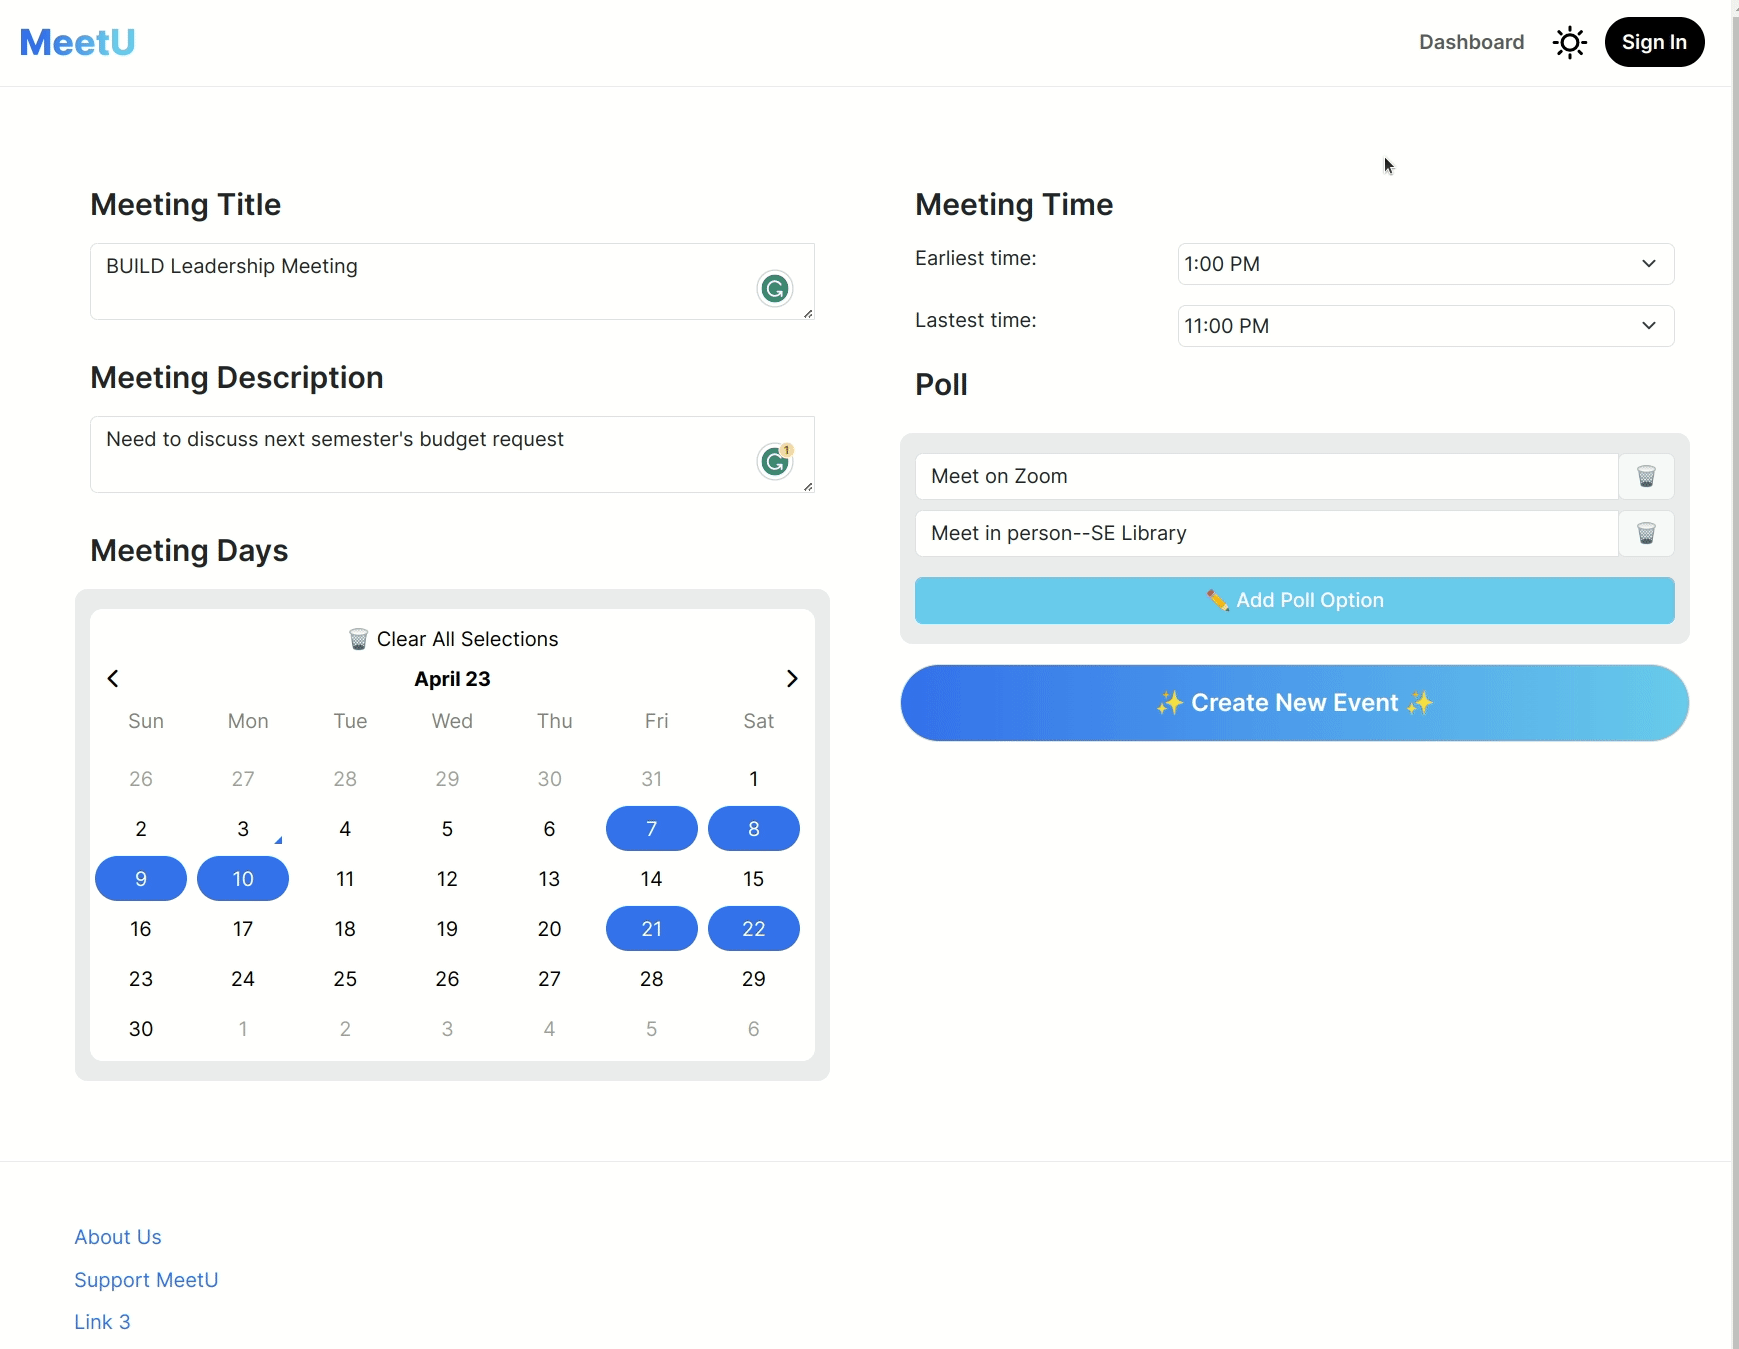 MeetU
Dashboard
Sign In
Meeting Title
BUILD Leadership Meeting
Meeting Description
Need to discuss next semester's budget request
1
Meeting Days
Clear All Selections
April 23
Sun Mon Tue Wed Thu Fri Sat
26 27 28 29 30 31 1
2 3 4 5 6 7 8
9 10 11 12 13 14 15
16 17 18 19 20 21 22
23 24 25 26 27 28 29
30 1 2 3 4 5 6
Meeting Time
Earliest time: 1:00 PM
Lastest time: 11:00 PM
Poll
Meet on Zoom
Meet in person--SE Library
✏️ Add Poll Option
✨ Create New Event ✨
About Us
Support MeetU
Link 3